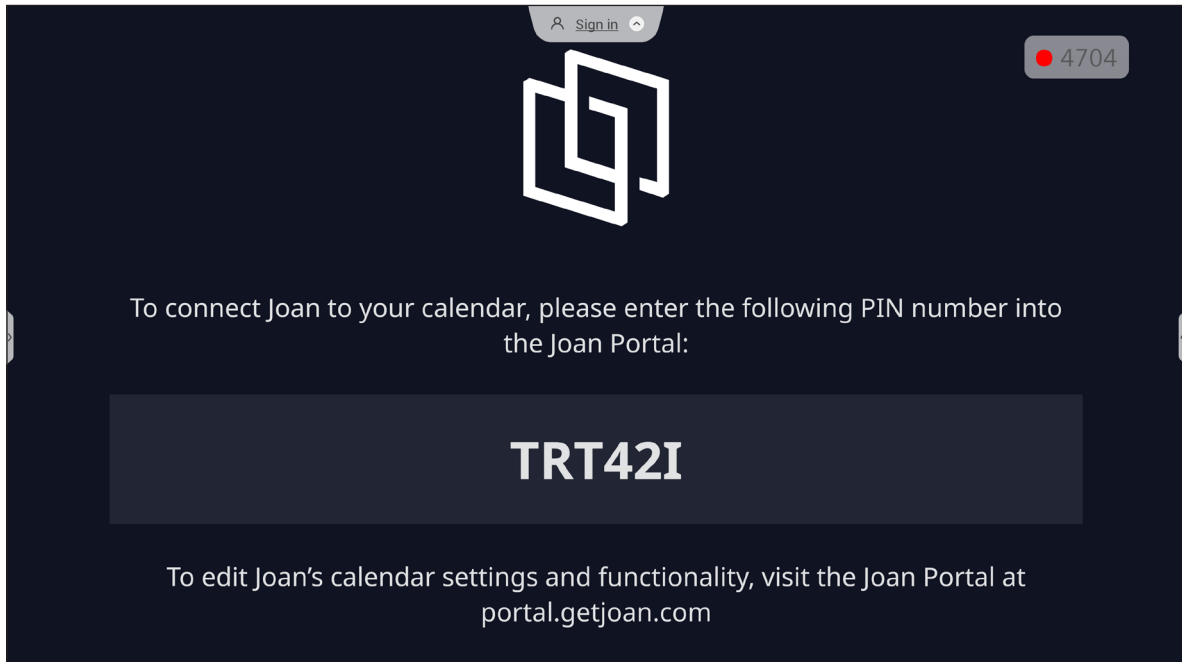 Sign in
4704
To connect Joan to your calendar, please enter the following PIN number into
the Joan Portal:
TRT42I
To edit Joan’s calendar settings and functionality, visit the Joan Portal at
portal.getjoan.com